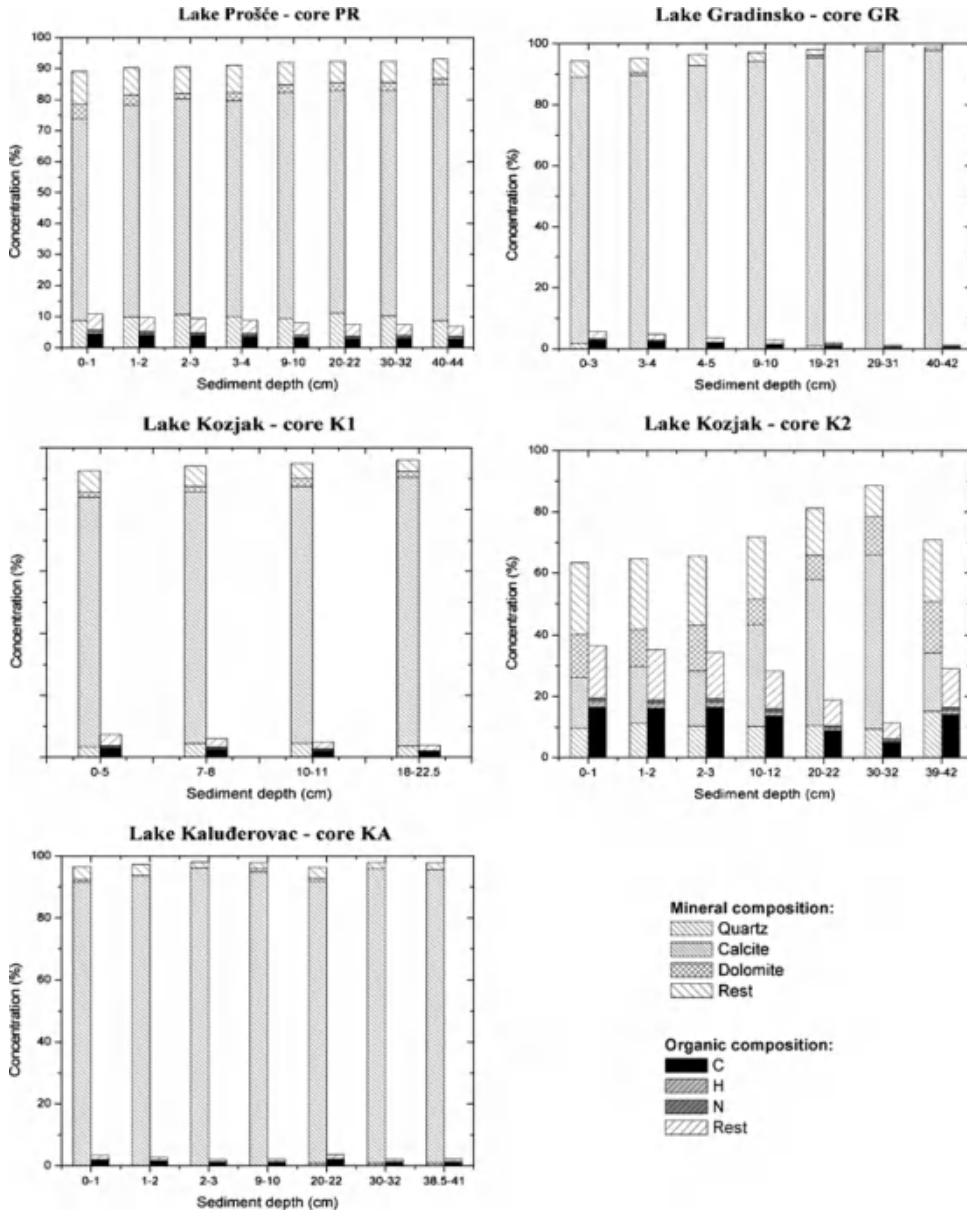 Lake Prošće - core PR
Concentration (%)
100
90
80
70
60
50
40
30
20
10
0
0-1 1-2 2-3 3-4 9-10 20-22 30-32 40-44
Sediment depth (cm)
Lake Gradinsko - core GR
Concentration (%)
100
80
60
40
20
0
0-3 3-4 4-5 9-10 19-21 29-31 40-42
Sediment depth (cm)
Lake Kozjak - core K1
Concentration (%)
0-5 7-8 10-11 18-22.5
Sediment depth (cm)
Lake Kozjak - core K2
Concentration (%)
100
80
60
40
20
0
0-1 1-2 2-3 10-12 20-22 30-32 39-42
Sediment depth (cm)
Lake Kaluđerovac - core KA
Concentration (%)
100
80
60
40
20
0
0-1 1-2 2-3 9-10 20-22 30-32 38.5-41
Sediment depth (cm)
Mineral composition:
Quartz
Calcite
Dolomite
Rest
Organic composition:
C
H
N
Rest